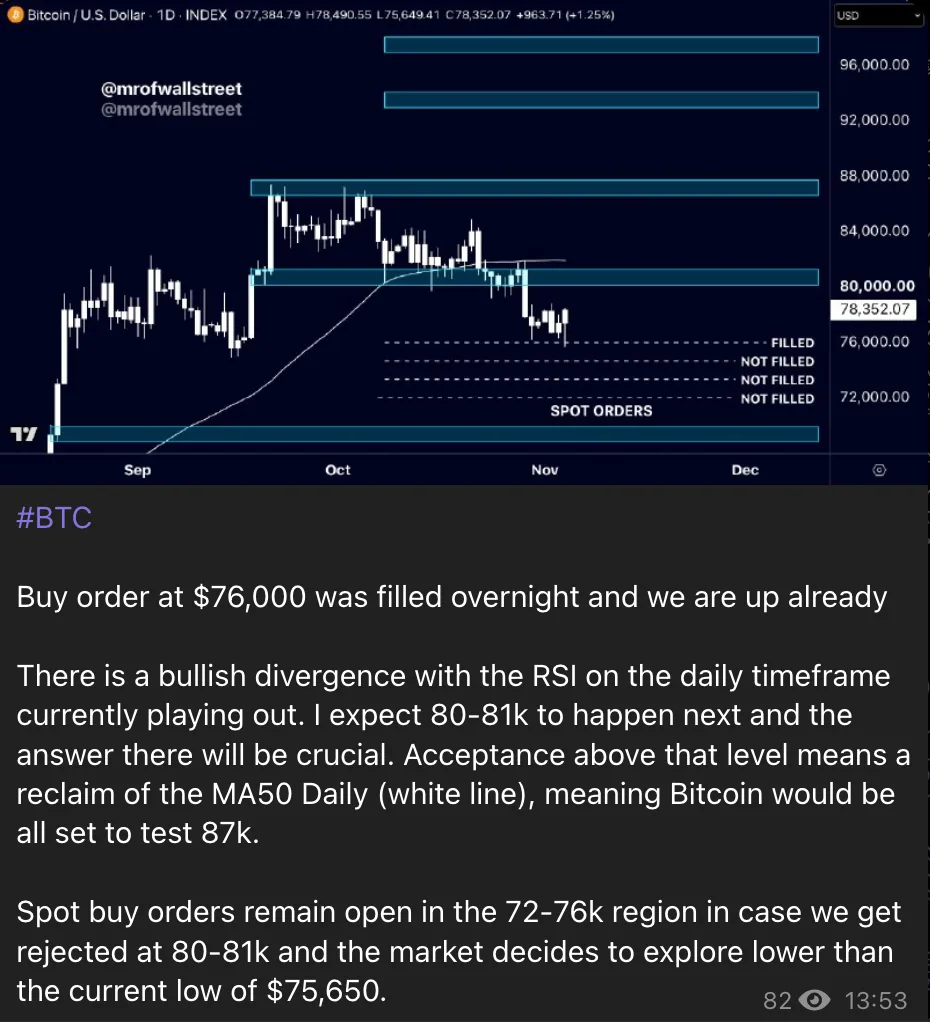 Bitcoin / U.S. Dollar · 1D · INDEX O77,384.79 H78,490.55 L75,649.41 C78,352.07 +963.71 (+1.25%)
USD
@mrofwallstreet
@mrofwallstreet
96,000.00
92,000.00
88,000.00
84,000.00
80,000.00
78,352.07
76,000.00
72,000.00
FILLED
NOT FILLED
NOT FILLED
NOT FILLED
SPOT ORDERS
Sep Oct Nov Dec
#BTC
Buy order at $76,000 was filled overnight and we are up already
There is a bullish divergence with the RSI on the daily timeframe
currently playing out. I expect 80-81k to happen next and the
answer there will be crucial. Acceptance above that level means a
reclaim of the MA50 Daily (white line), meaning Bitcoin would be
all set to test 87k.
Spot buy orders remain open in the 72-76k region in case we get
rejected at 80-81k and the market decides to explore lower than
the current low of $75,650.
82 13:53